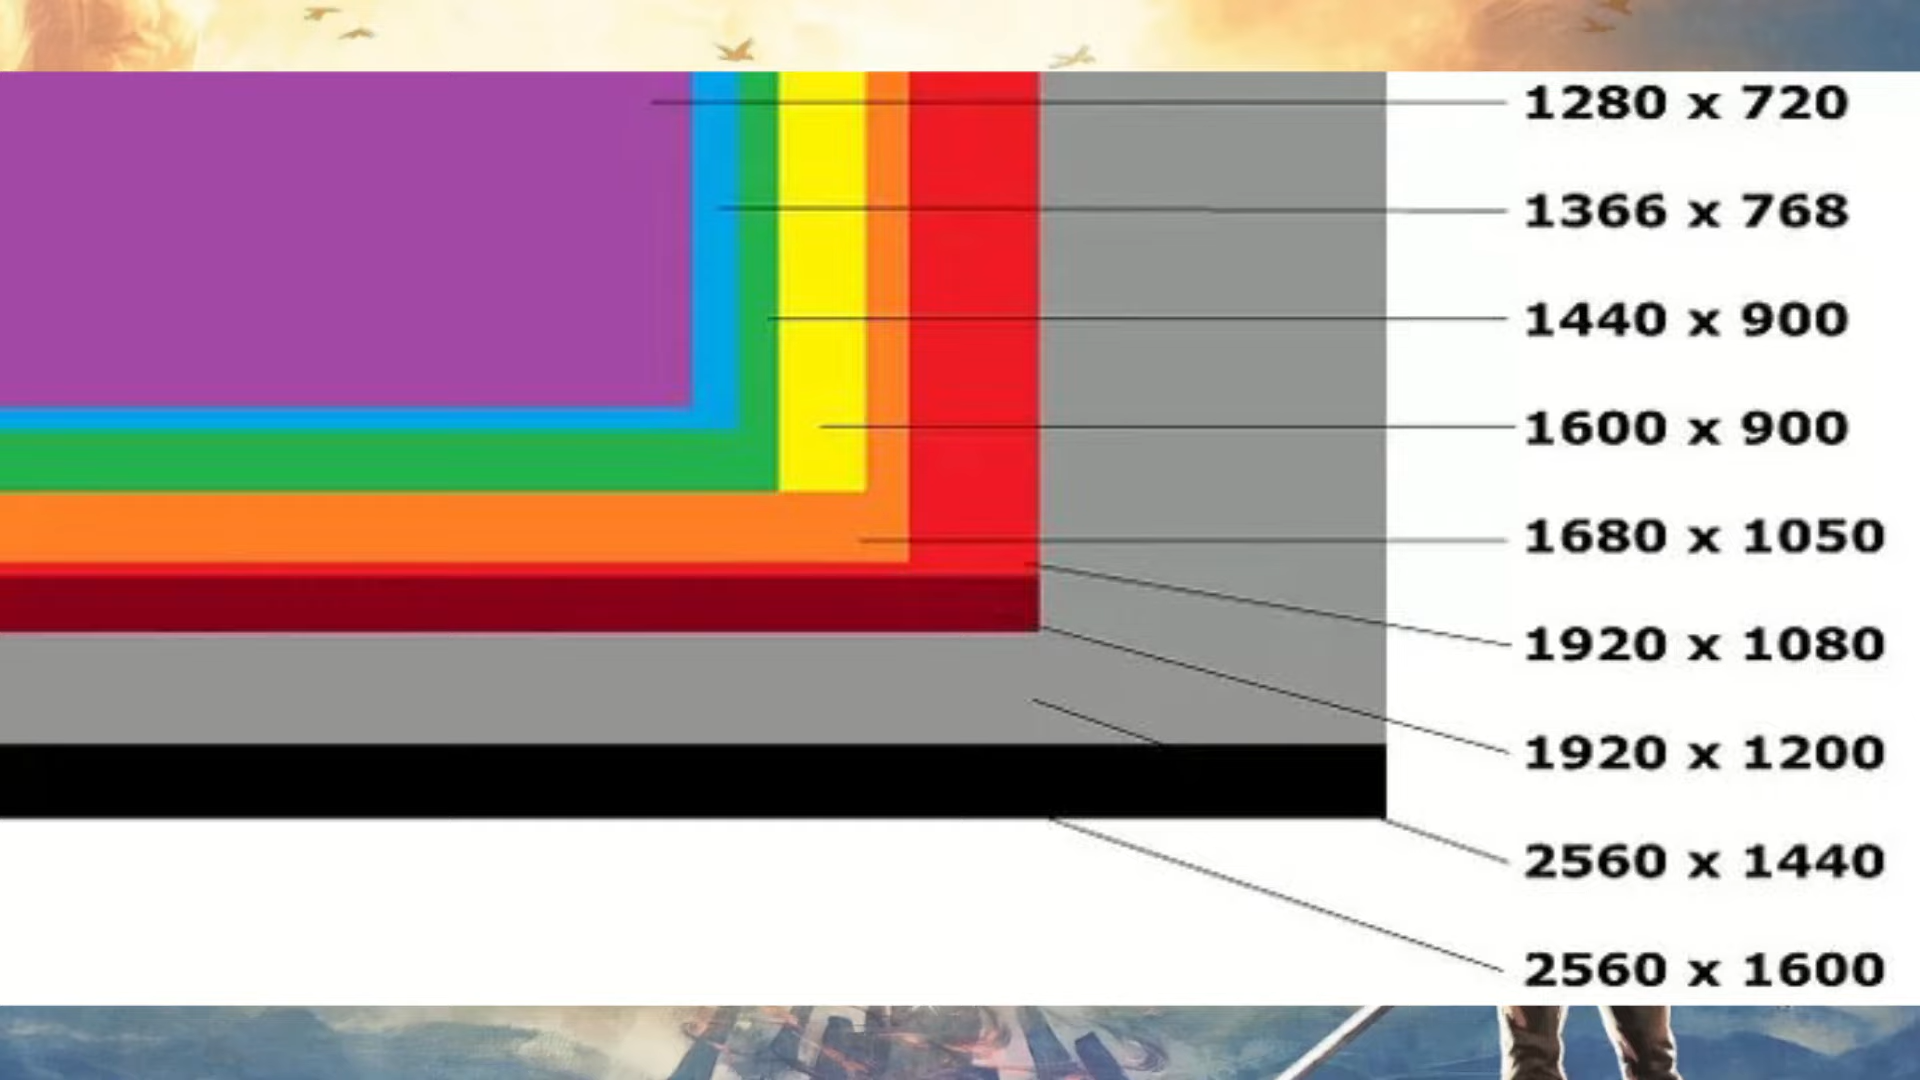 1280 x 720
1366 x 768
1440 x 900
1600 x 900
1680 x 1050
1920 x 1080
1920 x 1200
2560 x 1440
2560 x 1600